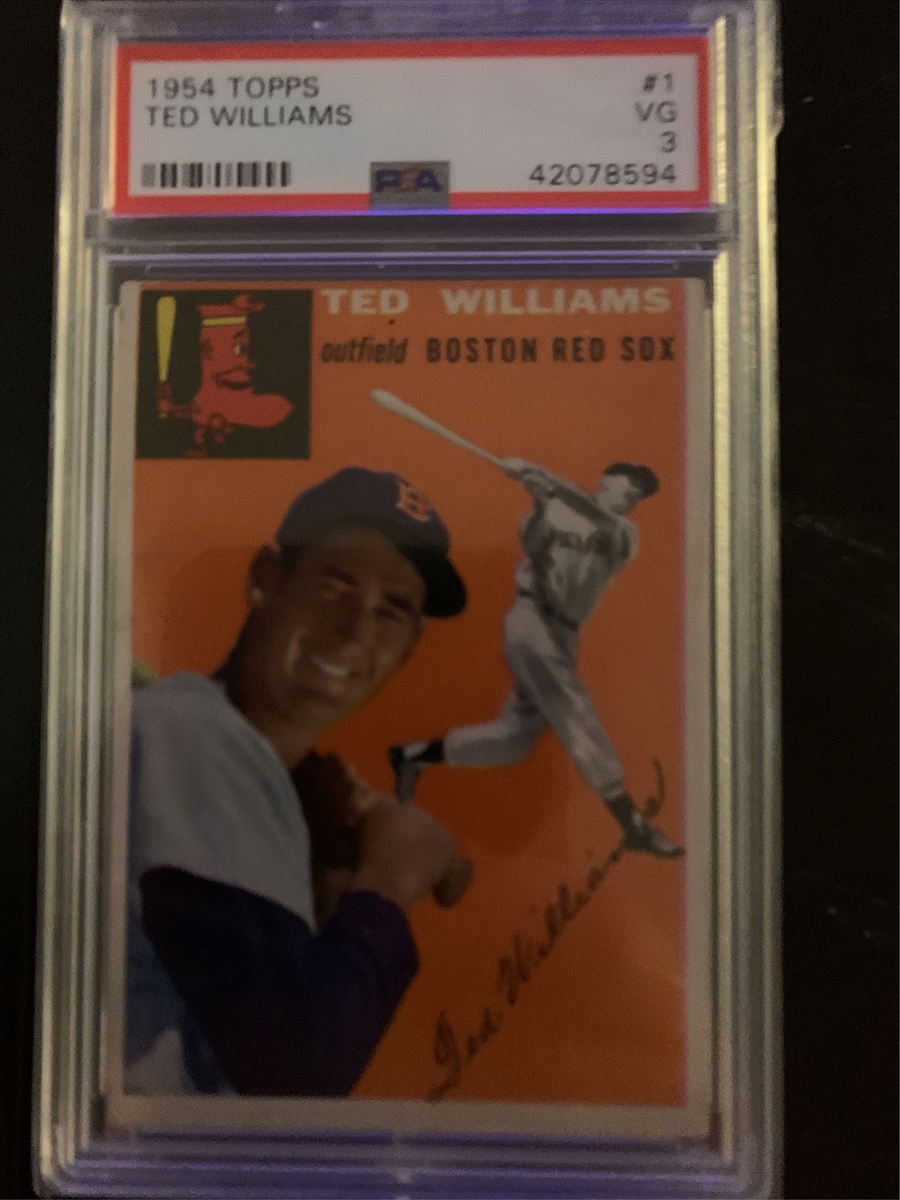 1954 TOPPS #1
TED WILLIAMS VG
3
PSA 42078594
TED WILLIAMS
outfield BOSTON RED SOX
B
Ted Williams